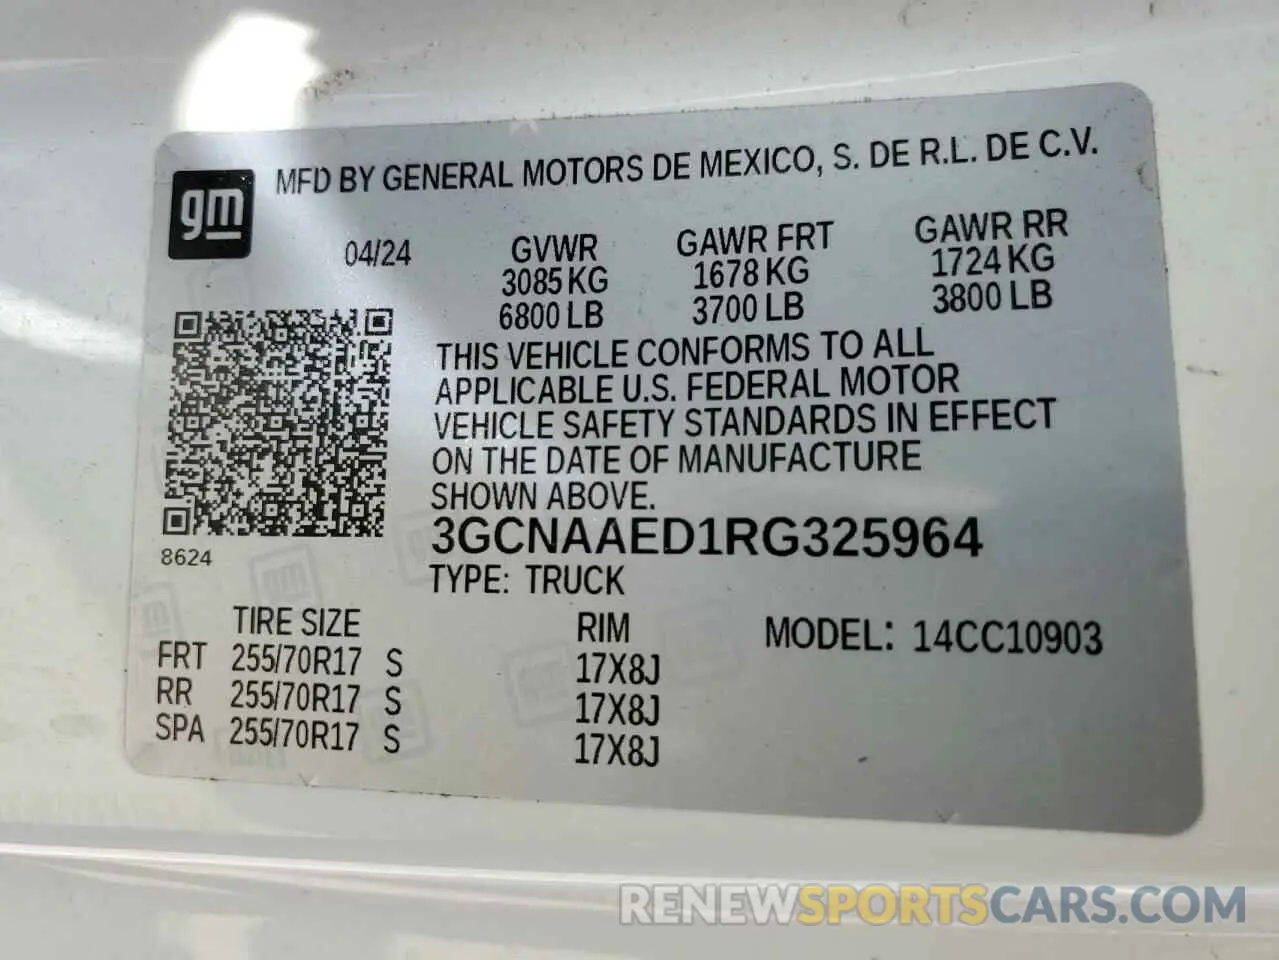 gm
MFD BY GENERAL MOTORS DE MEXICO, S. DE R.L. DE C.V.
04/24 GVWR GAWR FRT GAWR RR
3085 KG 1678 KG 1724 KG
6800 LB 3700 LB 3800 LB
THIS VEHICLE CONFORMS TO ALL
APPLICABLE U.S. FEDERAL MOTOR
VEHICLE SAFETY STANDARDS IN EFFECT
ON THE DATE OF MANUFACTURE
SHOWN ABOVE.
3GCNAAED1RG325964
8624
TYPE: TRUCK
TIRE SIZE RIM MODEL: 14CC10903
FRT 255/70R17 S 17X8J
RR 255/70R17 S 17X8J
SPA 255/70R17 S 17X8J
RENEWSPORTSCARS.COM